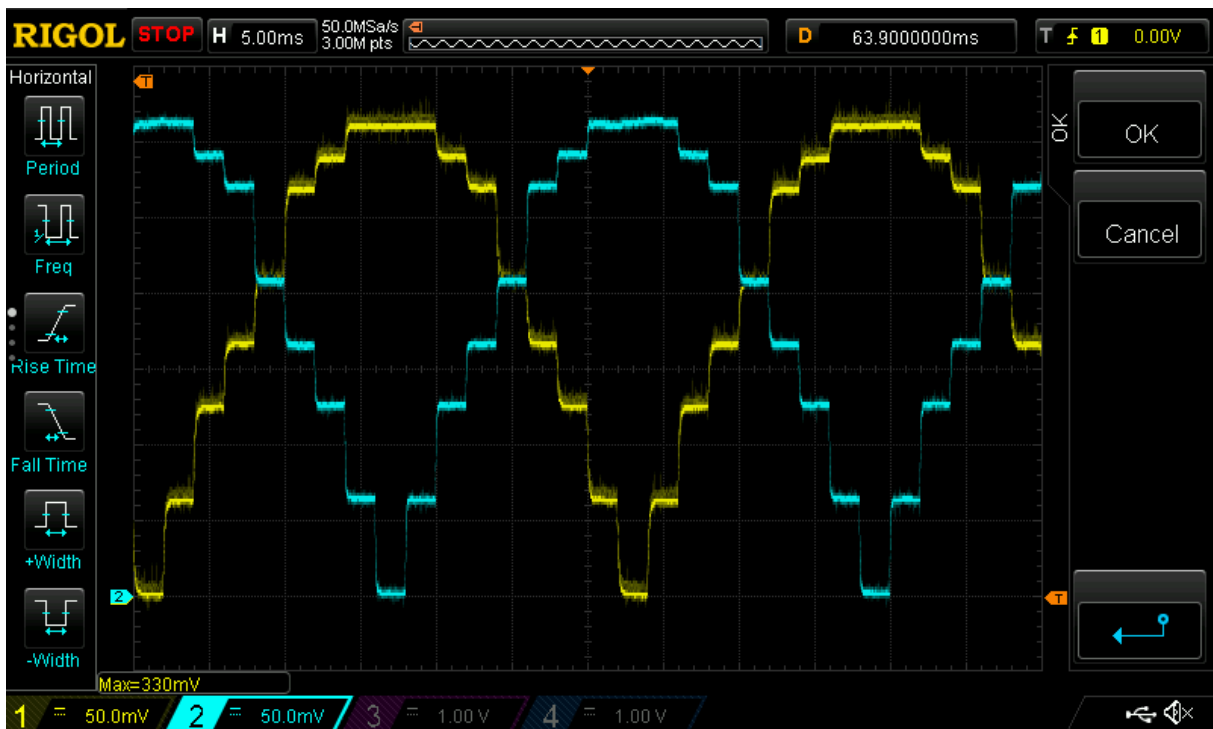 RIGOL STOP H 5.00ms 50.0MSa/s 3.00M pts D 63.9000000ms T 1 0.00V
Horizontal
T
Period
1/
Freq
Rise Time
Fall Time
+Width
-Width
2
T
OK
OK
Cancel
Max=330mV
1 50.0mV 2 50.0mV 3 1.00 V 4 1.00 V